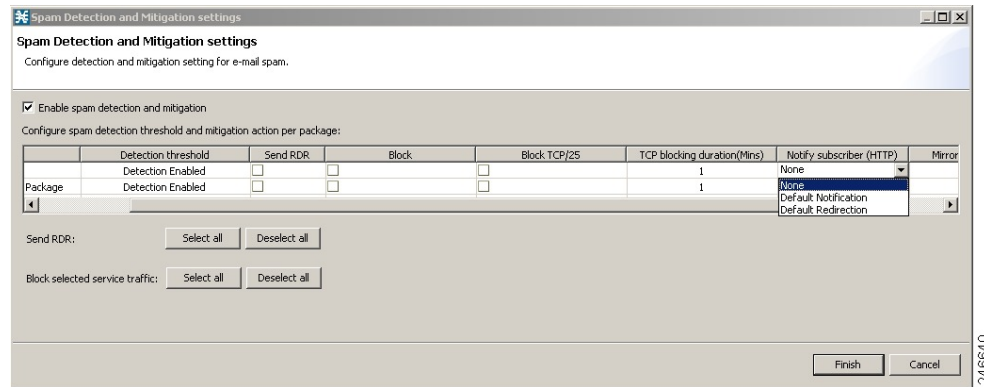 Spam Detection and Mitigation settings
Spam Detection and Mitigation settings
Configure detection and mitigation setting for e-mail spam.
Enable spam detection and mitigation
Configure spam detection threshold and mitigation action per package:
Detection threshold Send RDR Block Block TCP/25 TCP blocking duration(Mins) Notify subscriber (HTTP) Mirror
Detection Enabled 1 None
Package Detection Enabled 1 None
Default Notification
Default Redirection
Send RDR: Select all Deselect all
Block selected service traffic: Select all Deselect all
Finish Cancel
246640